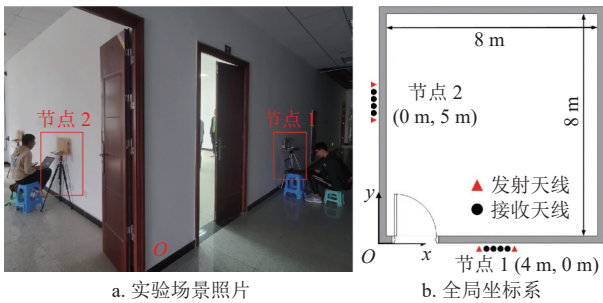 节点 2
节点 1
O
a. 实验场景照片
8 m
8 m
节点 2
(0 m, 5 m)
发射天线
接收天线
y
O
x
节点 1 (4 m, 0 m)
b. 全局坐标系